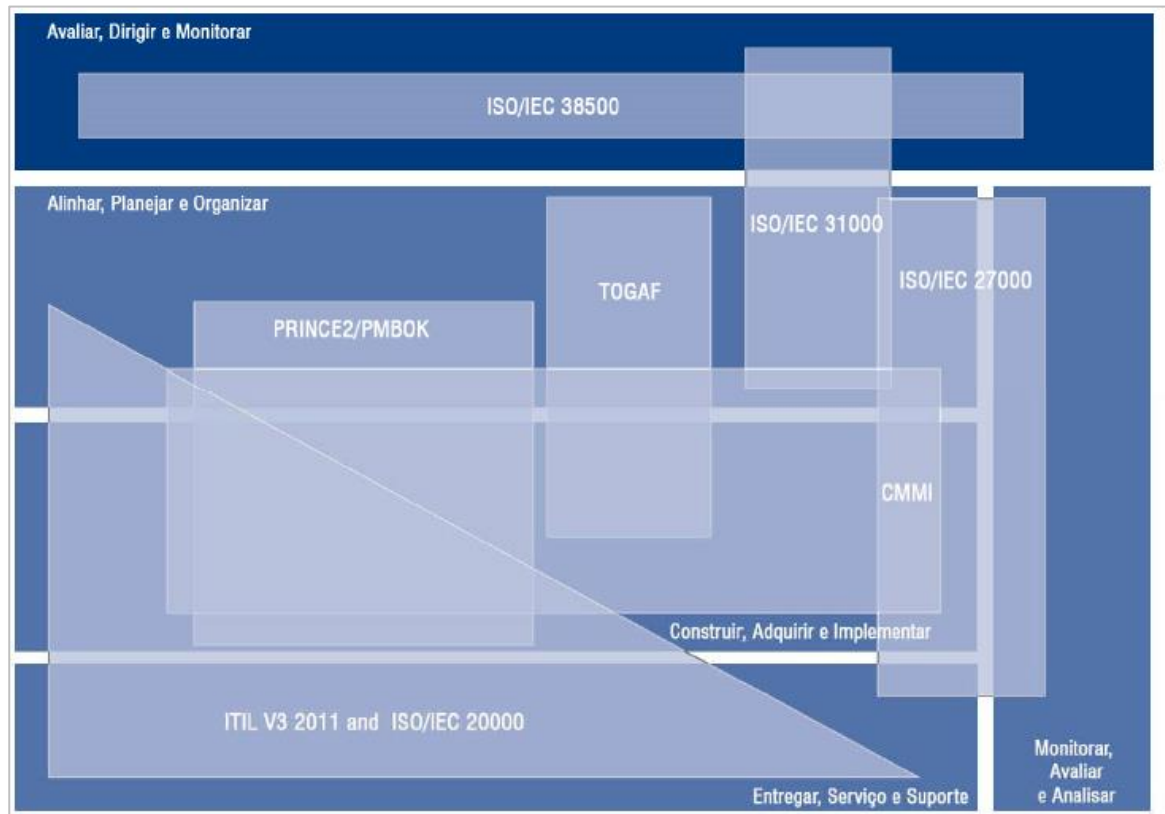 Avaliar, Dirigir e Monitorar
ISO/IEC 38500
Alinhar, Planejar e Organizar
ISO/IEC 31000
ISO/IEC 27000
TOGAF
PRINCE2/PMBOK
CMMI
Construir, Adquirir e Implementar
ITIL V3 2011 and ISO/IEC 20000
Entregar, Serviço e Suporte
Monitorar,
Avaliar
e Analisar